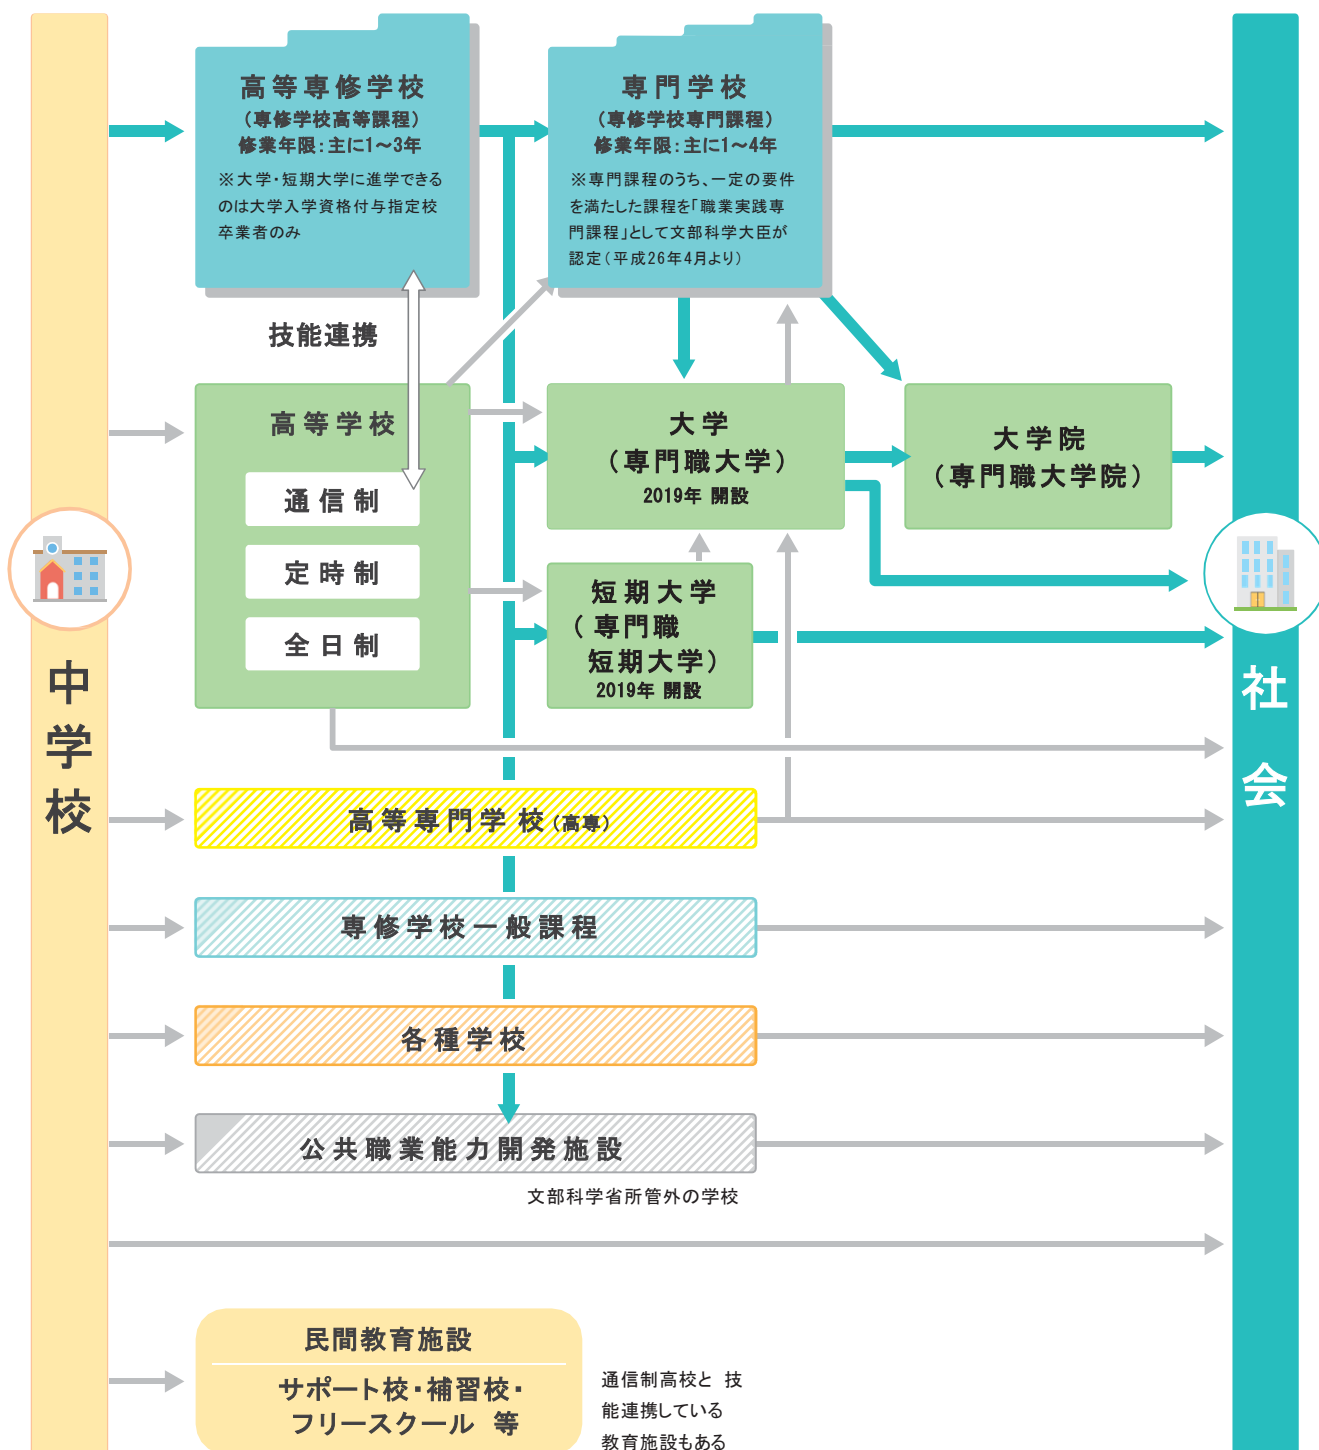 高等専修学校
（専修学校高等課程）
修業年限：主に1～3年
※大学・短期大学に進学できる
のは大学入学資格付与指定校
卒業者のみ
専門学校
（専修学校専門課程）
修業年限：主に1～4年
※専門課程のうち、一定の要件
を満たした課程を「職業実践専
門課程」として文部科学大臣が
認定（平成26年4月より）
技能連携
高等学校
通信制
定時制
全日制
大学
（専門職大学）
2019年 開設
大学院
（専門職大学院）
短期大学
（専門職
短期大学）
2019年 開設
中学校
社会
高等専門学校（高専）
専修学校一般課程
各種学校
公共職業能力開発施設
文部科学省所管外の学校
民間教育施設
サポート校・補習校・
フリースクール 等
通信制高校と 技
能連携している
教育施設もある